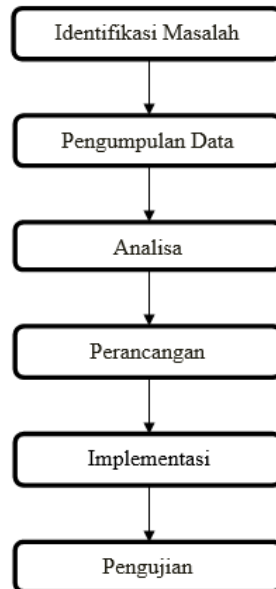 Identifikasi Masalah
Pengumpulan Data
Analisa
Perancangan
Implementasi
Pengujian